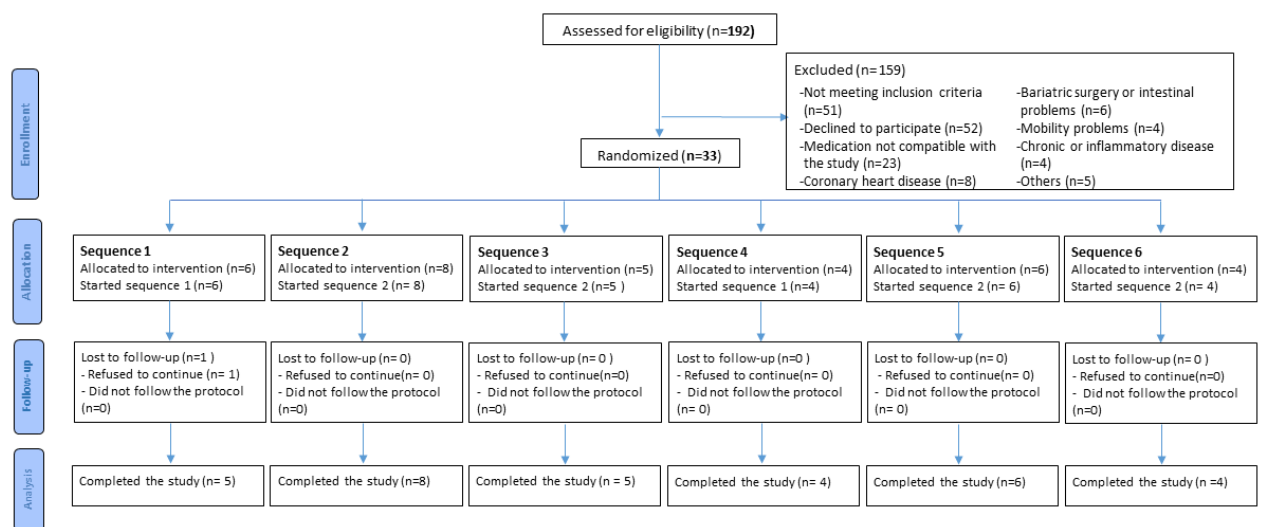 Assessed for eligibility (n=192)
Enrollment
Excluded (n=159)
-Not meeting inclusion criteria
(n=51)
-Declined to participate (n=52)
-Medication not compatible with
the study (n=23)
-Coronary heart disease (n=8)
-Bariatric surgery or intestinal
problems (n=6)
-Mobility problems (n=4)
-Chronic or inflammatory disease
(n=4)
-Others (n=5)
Randomized (n=33)
Allocation
Sequence 1
Allocated to intervention (n=6)
Started sequence 1 (n=6)
Sequence 2
Allocated to intervention (n=8)
Started sequence 2 (n= 8)
Sequence 3
Allocated to intervention (n=5)
Started sequence 2 (n=5 )
Sequence 4
Allocated to intervention (n=4)
Started sequence 1 (n=4)
Sequence 5
Allocated to intervention (n=6)
Started sequence 2 (n= 6)
Sequence 6
Allocated to intervention (n=4)
Started sequence 2 (n= 4)
Follow-up
Lost to follow-up (n=1 )
- Refused to continue (n= 1)
- Did not follow the protocol
(n=0)
Lost to follow-up (n= 0)
- Refused to continue(n= 0)
- Did not follow the protocol
(n=0)
Lost to follow-up (n= 0 )
- Refused to continue(n=0)
- Did not follow the protocol
(n=0)
Lost to follow-up (n=0 )
- Refused to continue(n= 0)
- Did not follow the protocol
(n= 0)
Lost to follow-up (n= 0)
- Refused to continue(n= 0)
- Did not follow the protocol
(n= 0)
Lost to follow-up (n= 0 )
- Refused to continue(n=0)
- Did not follow the protocol
(n=0)
Analysis
Completed the study (n= 5)
Completed the study (n=8)
Completed the study (n = 5)
Completed the study (n= 4)
Completed the study (n=6)
Completed the study (n =4)